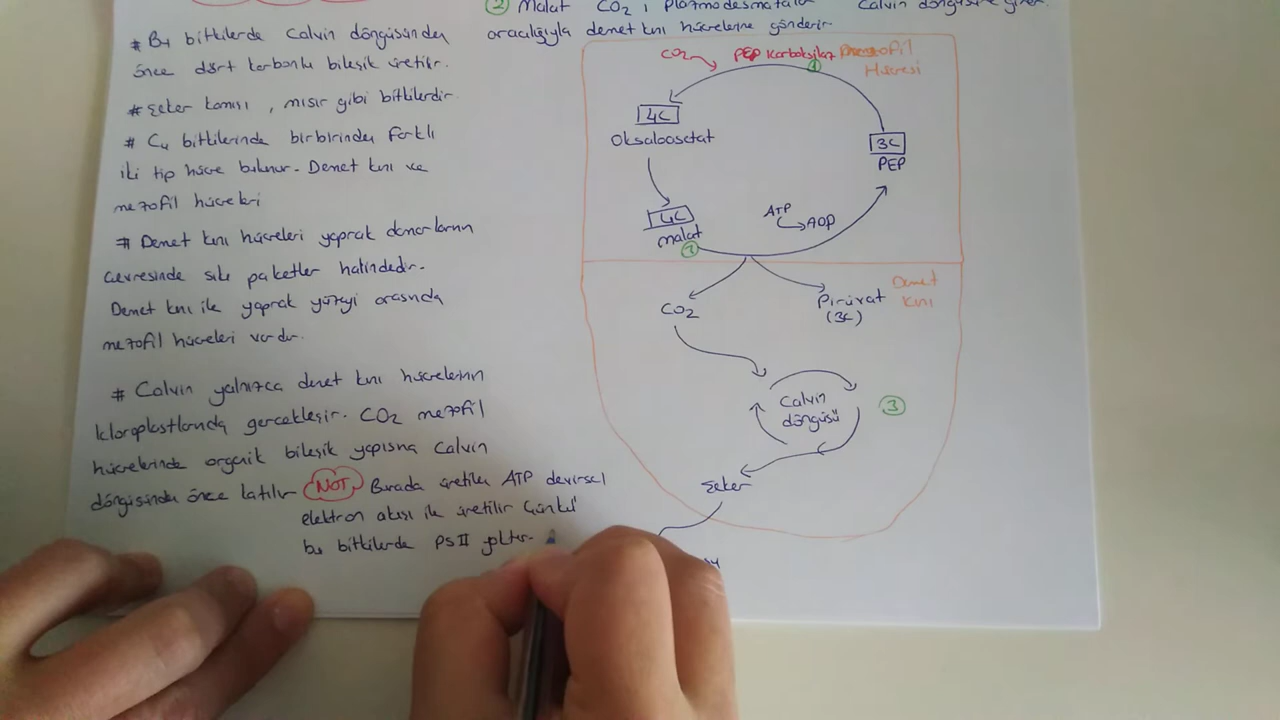 ② Malat CO₂ i plazmodesmatalar Calvin döngüsüne girer.
aracılığıyla demet kını hücrelerine gönderir.
# Bu bitkilerde Calvin döngüsünden
önce dört karbonlu bileşik üretilir.
# Şeker kamışı, mısır gibi bitkilerdir.
# C₄ bitkilerinde birbirinden farklı
iki tip hücre bulunur. Demet kını ve
mezofil hücreleri
# Demet kını hücreleri yaprak damarlarının
çevresinde sıkı paketler halindedir.
Demet kını ile yaprak yüzeyi arasında
mezofil hücreleri vardır.
# Calvin yalnızca demet kını hücrelerinin
kloroplastlarında gerçekleşir. CO₂ mezofil
hücrelerinde organik bileşik yapısına Calvin
döngüsünden önce katılır
NOT Burada üretilen ATP devirsel
elektron akışı ile üretilir Çünkü
bu bitkilerde PSII yoktur.
CO₂ PEP Karboksilaz
①
Hücresi
4C
Oksaloasetat
3C
PEP
4C
malat
②
ATP
ADP
Demet
Kını
CO₂
Pirüvat
(3C)
Calvin
döngüsü
③
Şeker